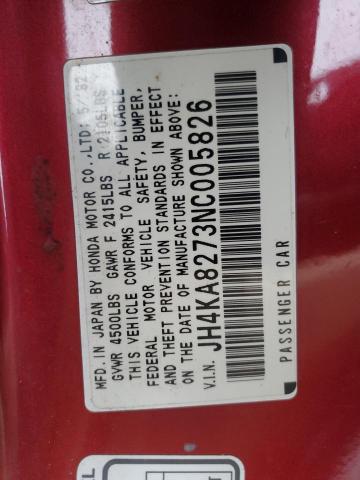 MFD. IN JAPAN BY HONDA MOTOR CO.,LTD: 5/92
GVWR 4500LBS GAWR F 2415LBS R 2105LBS
THIS VEHICLE CONFORMS TO ALL APPLICABLE
FEDERAL MOTOR VEHICLE SAFETY, BUMPER,
AND THEFT PREVENTION STANDARDS IN EFFECT
ON THE DATE OF MANUFACTURE SHOWN ABOVE.
V.I.N. JH4KA8273NC005826
PASSENGER CAR